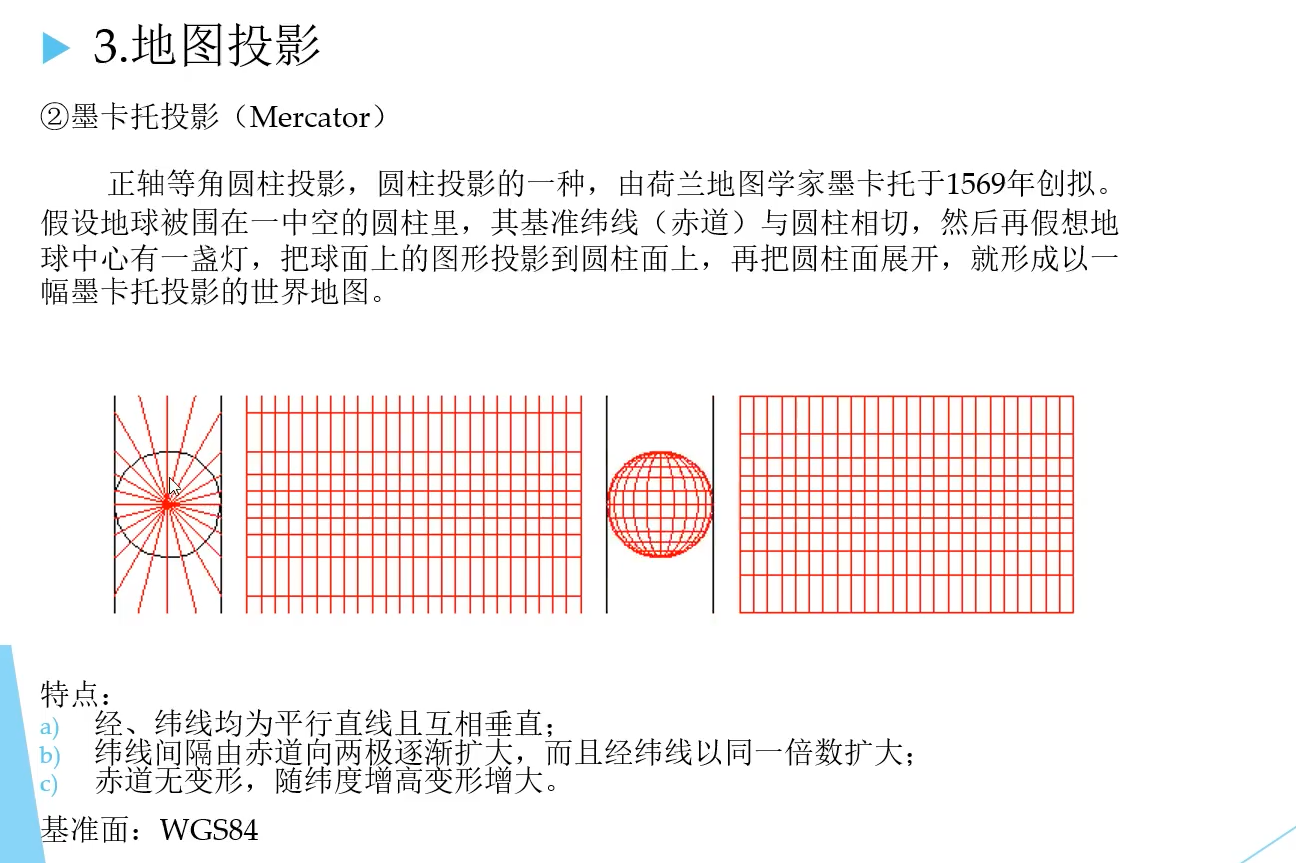 3.地图投影
②墨卡托投影（Mercator）
正轴等角圆柱投影，圆柱投影的一种，由荷兰地图学家墨卡托于1569年创拟。
假设地球被围在一中空的圆柱里，其基准纬线（赤道）与圆柱相切，然后再假想地
球中心有一盏灯，把球面上的图形投影到圆柱面上，再把圆柱面展开，就形成以一
幅墨卡托投影的世界地图。
特点：
a) 经、纬线均为平行直线且互相垂直；
b) 纬线间隔由赤道向两极逐渐扩大，而且经纬线以同一倍数扩大；
c) 赤道无变形，随纬度增高变形增大。
基准面：WGS84